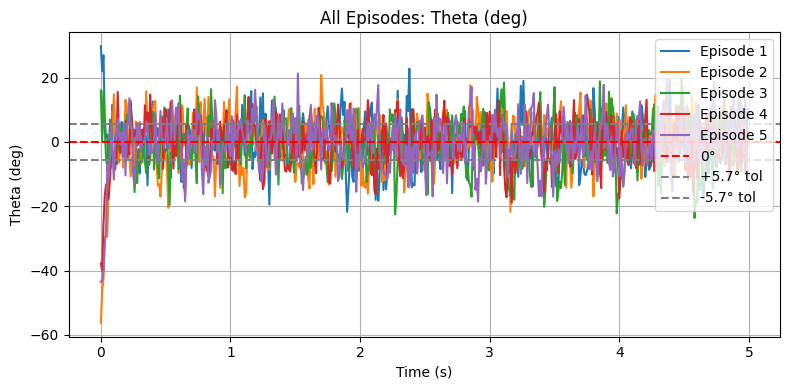 All Episodes: Theta (deg)
Theta (deg)
20
0
−20
−40
−60
0
1
2
3
4
5
Time (s)
Episode 1
Episode 2
Episode 3
Episode 4
Episode 5
0°
+5.7° tol
-5.7° tol